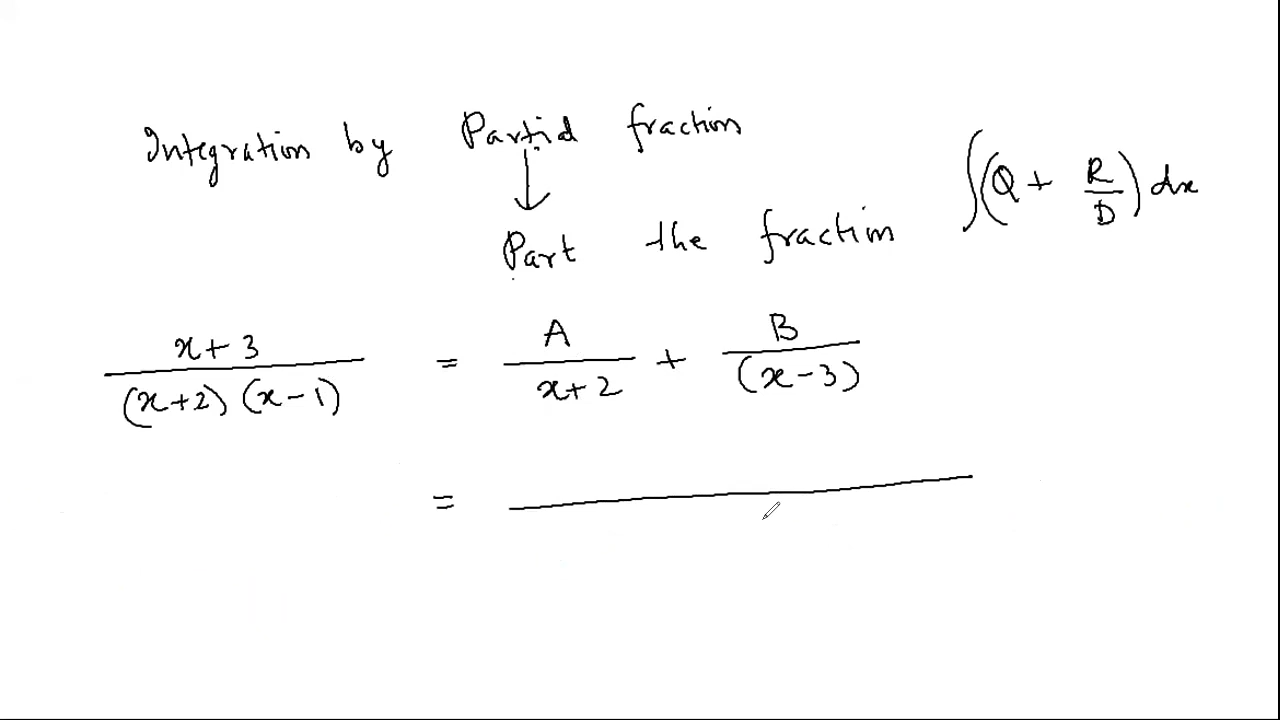 Integration by Partial fraction
∫(Q + R/D) dx
Part the fraction
x+3 / (x+2) (x-1) = A / x+2 + B / (x-3)
=